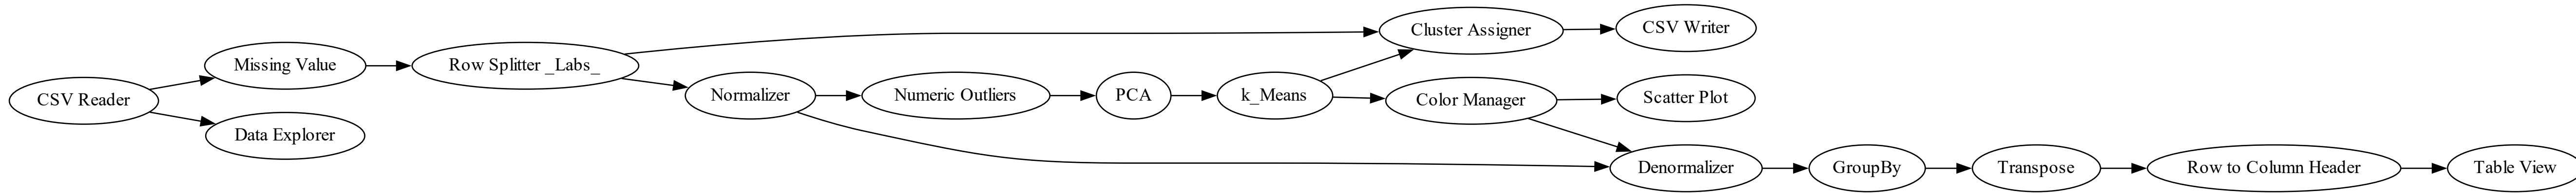 CSV Reader
Missing Value
Data Explorer
Row Splitter _Labs_
Normalizer
Numeric Outliers
PCA
k_Means
Cluster Assigner
Color Manager
CSV Writer
Scatter Plot
Denormalizer
GroupBy
Transpose
Row to Column Header
Table View